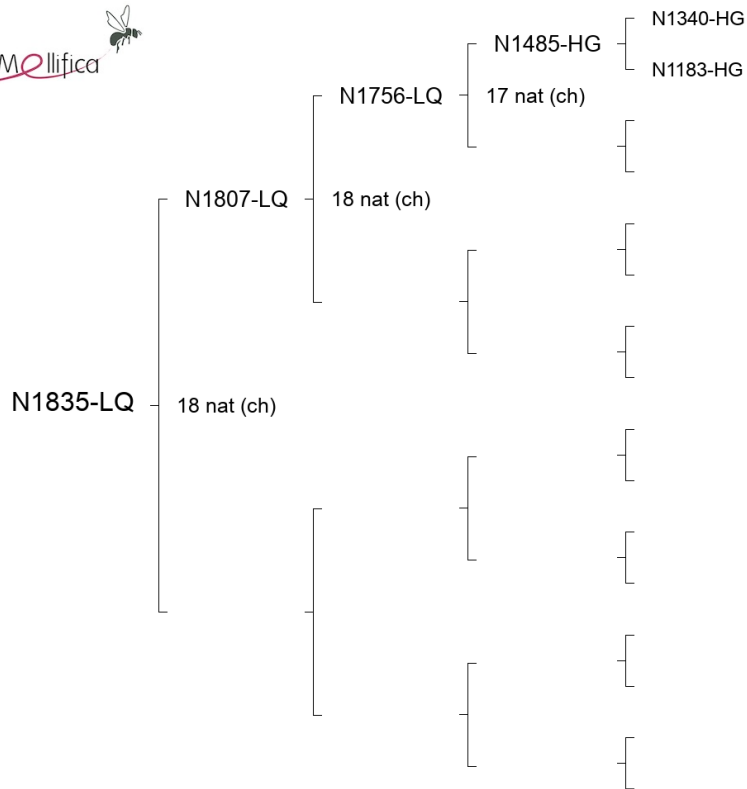 Mellifica
N1340-HG
N1485-HG
N1183-HG
N1756-LQ
17 nat (ch)
N1807-LQ
18 nat (ch)
N1835-LQ
18 nat (ch)